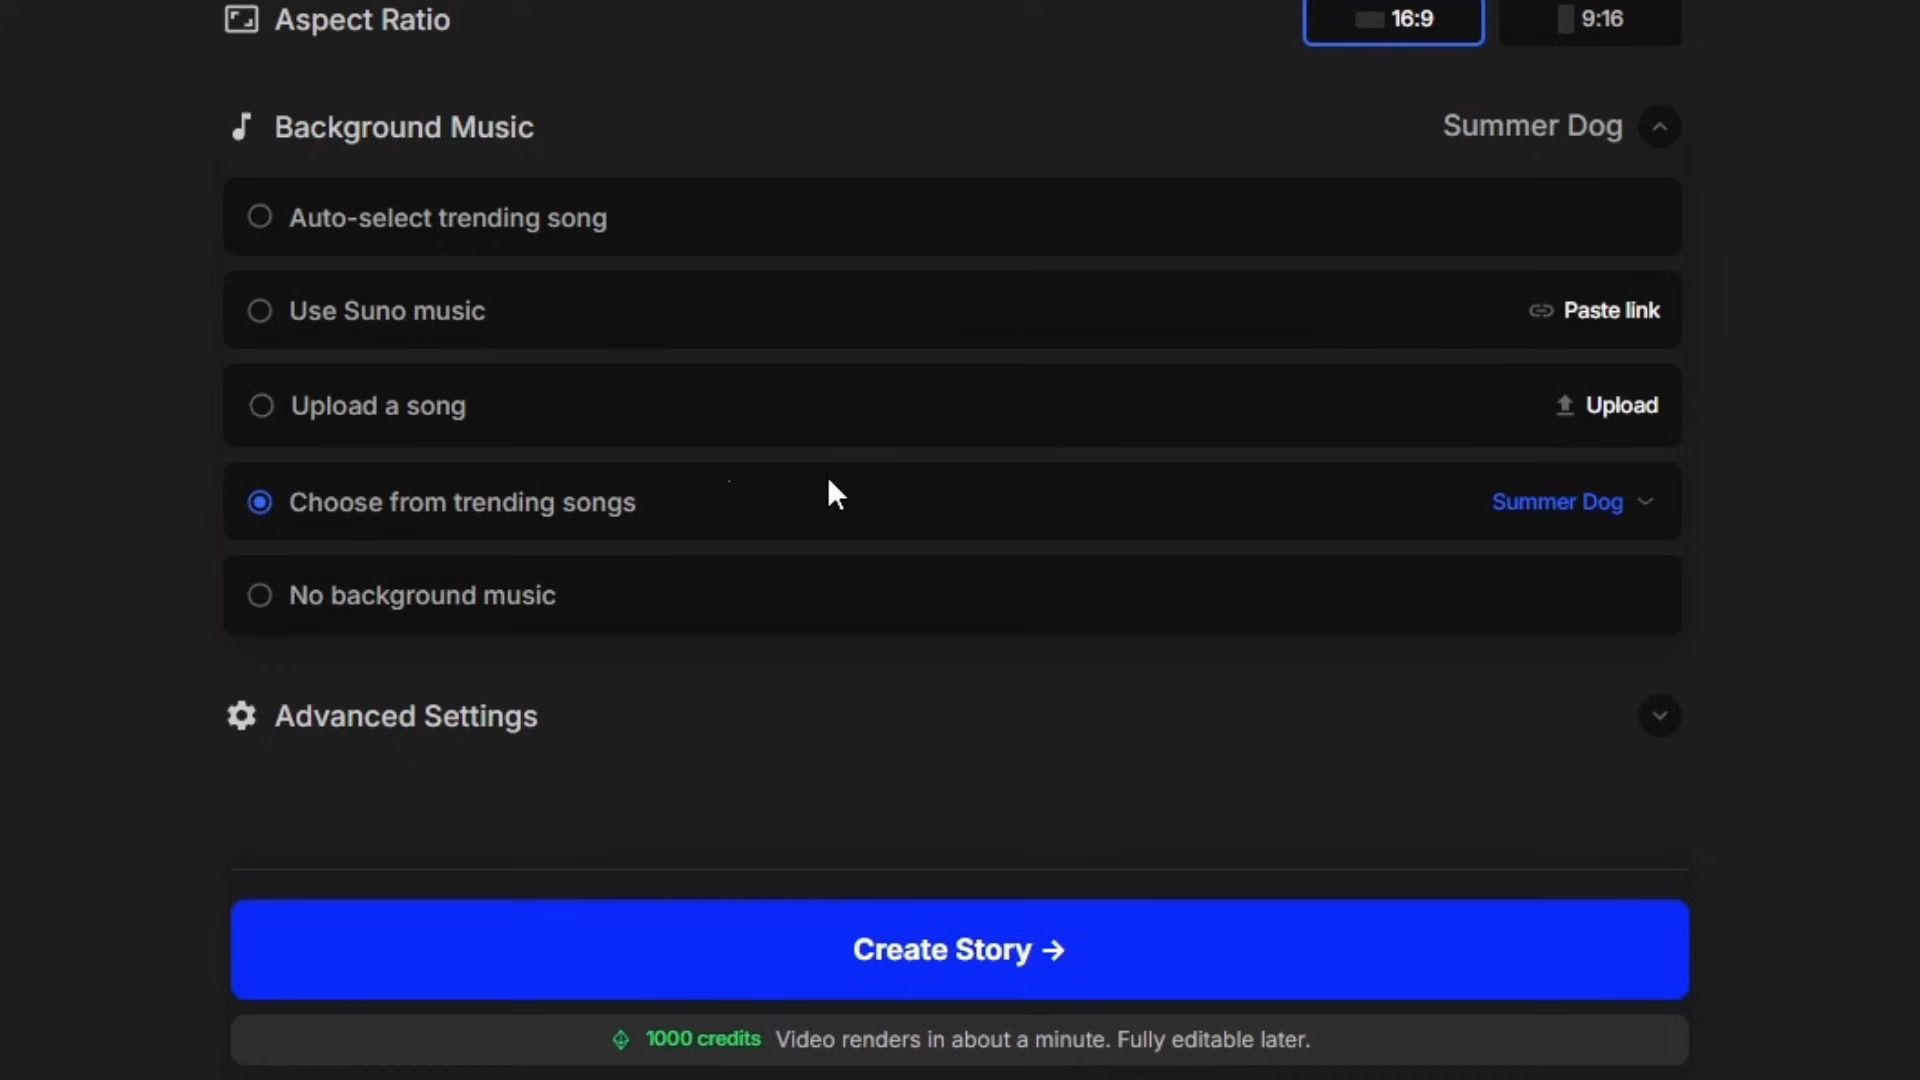 Aspect Ratio
16:9
9:16
Background Music
Summer Dog
Auto-select trending song
Use Suno music
Paste link
Upload a song
Upload
Choose from trending songs
Summer Dog
No background music
Advanced Settings
Create Story →
1000 credits Video renders in about a minute. Fully editable later.